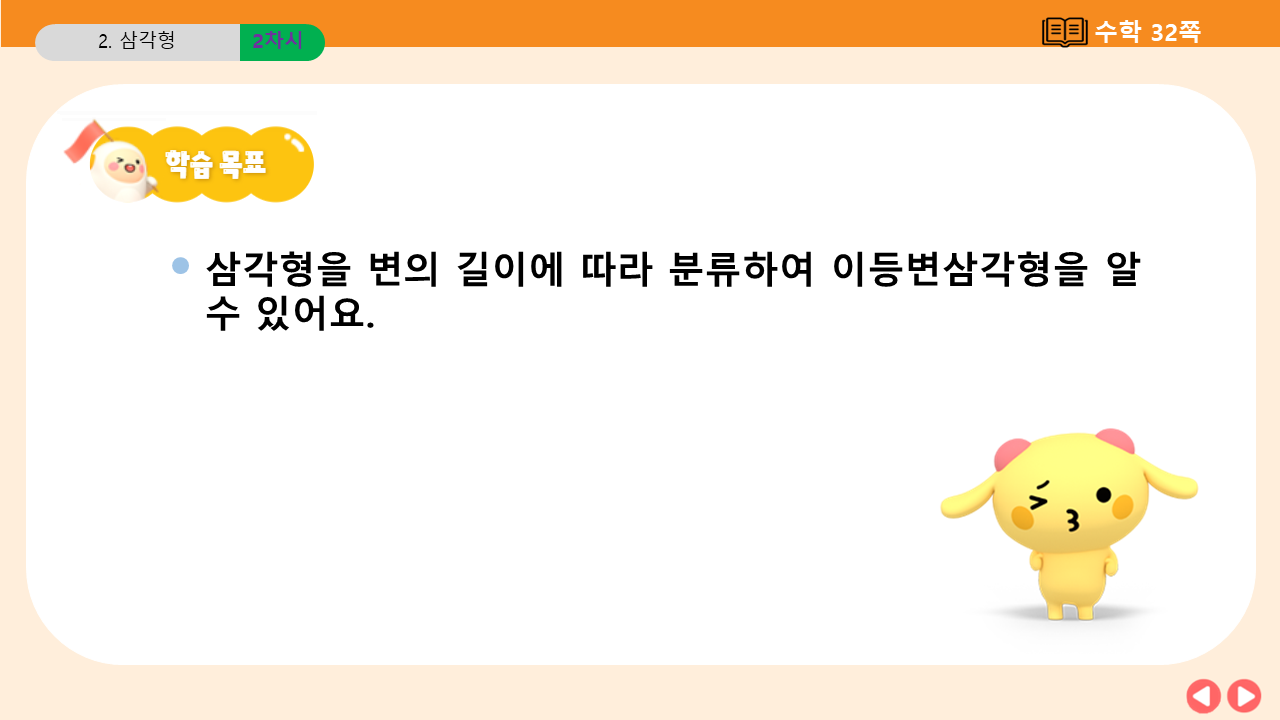 2. 삼각형
2차시
수학 32쪽
학습 목표
삼각형을 변의 길이에 따라 분류하여 이등변삼각형을 알
수 있어요.